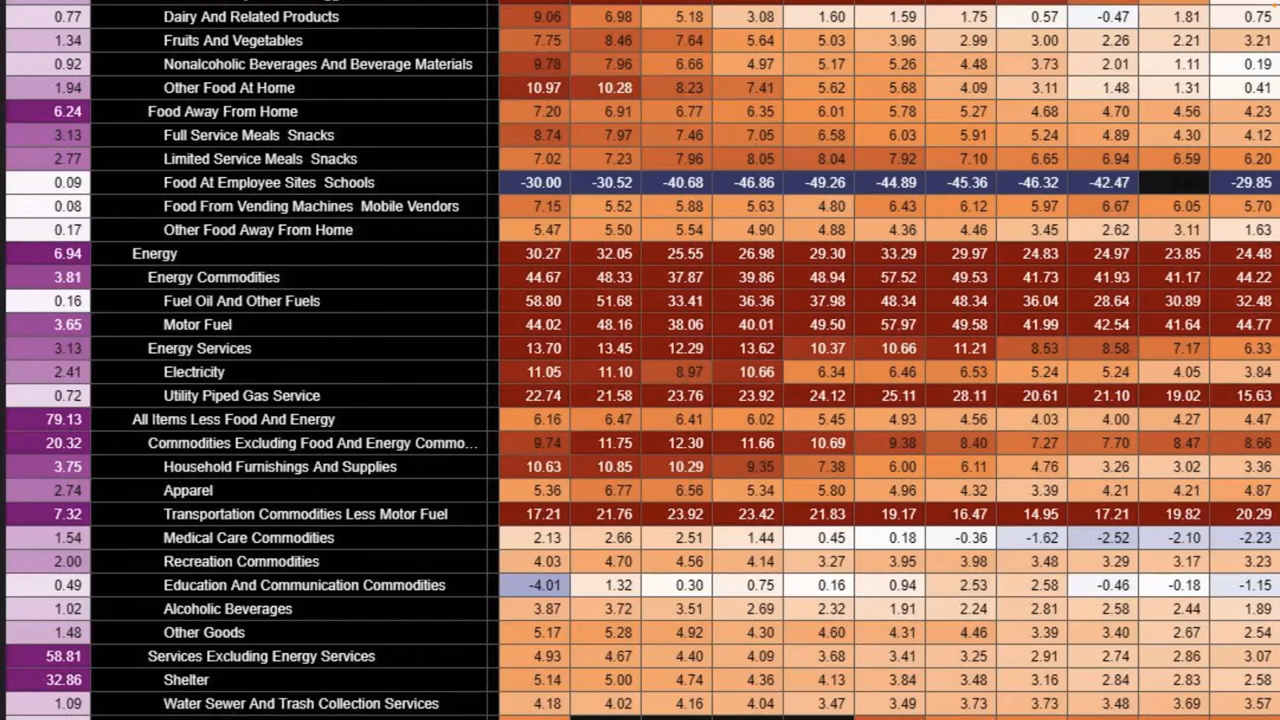 0.77 Dairy And Related Products 9.06 6.98 5.18 3.08 1.60 1.59 1.75 0.57 -0.47 1.81 0.75
1.34 Fruits And Vegetables 7.75 8.46 7.64 5.64 5.03 3.96 2.99 3.00 2.26 2.21 3.21
0.92 Nonalcoholic Beverages And Beverage Materials 9.78 7.96 6.66 4.97 5.17 5.26 4.48 3.73 2.01 1.11 0.19
1.94 Other Food At Home 10.97 10.28 8.23 7.41 5.62 5.68 4.09 3.11 1.48 1.31 0.41
6.24 Food Away From Home 7.20 6.91 6.77 6.35 6.01 5.78 5.27 4.68 4.70 4.56 4.23
3.13 Full Service Meals Snacks 8.74 7.97 7.46 7.05 6.58 6.03 5.91 5.24 4.89 4.30 4.12
2.77 Limited Service Meals Snacks 7.02 7.23 7.96 8.05 8.04 7.92 7.10 6.65 6.94 6.59 6.20
0.09 Food At Employee Sites Schools -30.00 -30.52 -40.68 -46.86 -49.26 -44.89 -45.36 -46.32 -42.47 -29.85
0.08 Food From Vending Machines Mobile Vendors 7.15 5.52 5.88 5.63 4.80 6.43 6.12 5.97 6.67 6.05 5.70
0.17 Other Food Away From Home 5.47 5.50 5.54 4.90 4.88 4.36 4.46 3.45 2.62 3.11 1.63
6.94 Energy 30.27 32.05 25.55 26.98 29.30 33.29 29.97 24.83 24.97 23.85 24.48
3.81 Energy Commodities 44.67 48.33 37.87 39.86 48.94 57.52 49.53 41.73 41.93 41.17 44.22
0.16 Fuel Oil And Other Fuels 58.80 51.68 33.41 36.36 37.98 48.34 48.34 36.04 28.64 30.89 32.48
3.65 Motor Fuel 44.02 48.16 38.06 40.01 49.50 57.97 49.58 41.99 42.54 41.64 44.77
3.13 Energy Services 13.70 13.45 12.29 13.62 10.37 10.66 11.21 8.53 8.58 7.17 6.33
2.41 Electricity 11.05 11.10 8.97 10.66 6.34 6.46 6.53 5.24 5.24 4.05 3.84
0.72 Utility Piped Gas Service 22.74 21.58 23.76 23.92 24.12 25.11 28.11 20.61 21.10 19.02 15.63
79.13 All Items Less Food And Energy 6.16 6.47 6.41 6.02 5.45 4.93 4.56 4.03 4.00 4.27 4.47
20.32 Commodities Excluding Food And Energy Commo... 9.74 11.75 12.30 11.66 10.69 9.38 8.40 7.27 7.70 8.47 8.66
3.75 Household Furnishings And Supplies 10.63 10.85 10.29 9.35 7.38 6.00 6.11 4.76 3.26 3.02 3.36
2.74 Apparel 5.36 6.77 6.56 5.34 5.80 4.96 4.32 3.39 4.21 4.21 4.87
7.32 Transportation Commodities Less Motor Fuel 17.21 21.76 23.92 23.42 21.83 19.17 16.47 14.95 17.21 19.82 20.29
1.54 Medical Care Commodities 2.13 2.66 2.51 1.44 0.45 0.18 -0.36 -1.62 -2.52 -2.10 -2.23
2.00 Recreation Commodities 4.03 4.70 4.56 4.14 3.27 3.95 3.98 3.48 3.29 3.17 3.23
0.49 Education And Communication Commodities -4.01 1.32 0.30 0.75 0.16 0.94 2.53 2.58 -0.46 -0.18 -1.15
1.02 Alcoholic Beverages 3.87 3.72 3.51 2.69 2.32 1.91 2.24 2.81 2.58 2.44 1.89
1.48 Other Goods 5.17 5.28 4.92 4.30 4.60 4.31 4.46 3.39 3.40 2.67 2.54
58.81 Services Excluding Energy Services 4.93 4.67 4.40 4.09 3.68 3.41 3.25 2.91 2.74 2.86 3.07
32.86 Shelter 5.14 5.00 4.74 4.36 4.13 3.84 3.48 3.16 2.84 2.83 2.58
1.09 Water Sewer And Trash Collection Services 4.18 4.02 4.16 4.04 3.47 3.49 3.73 3.73 3.48 3.69 3.57